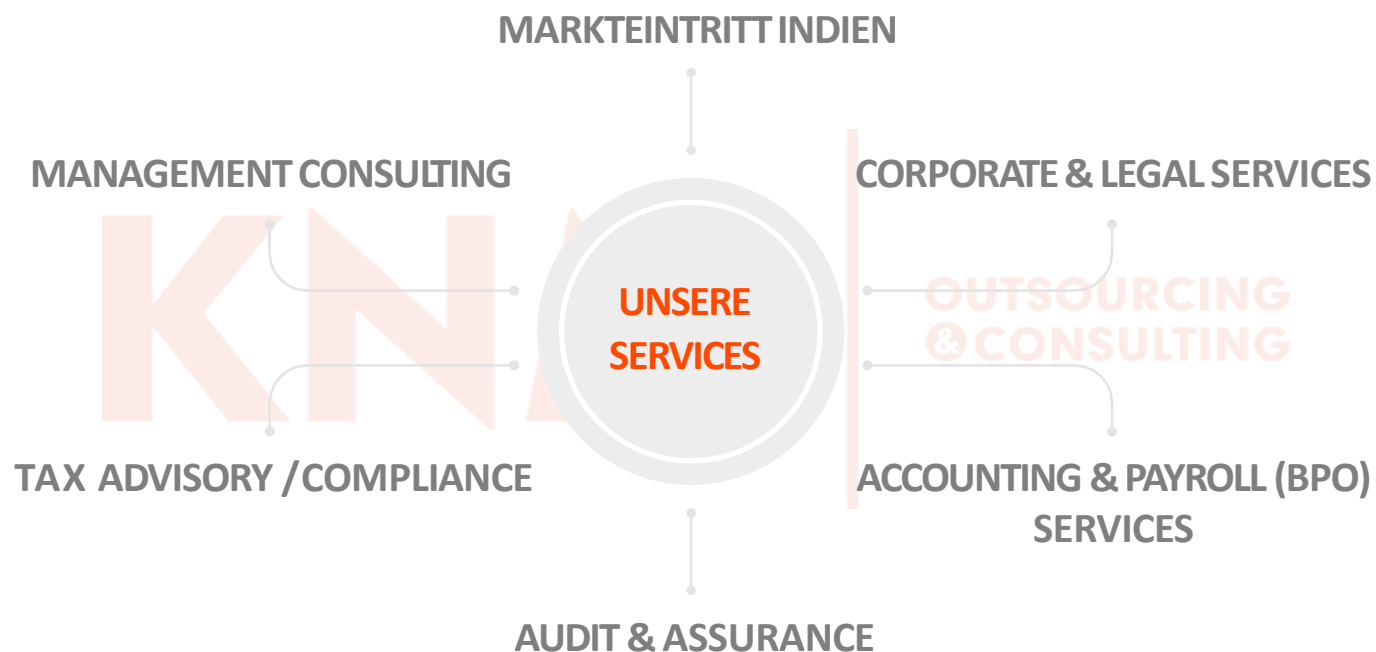 MARKTEINTRITT INDIEN
MANAGEMENT CONSULTING
CORPORATE & LEGAL SERVICES
UNSERE
SERVICES
OUTSOURCING
& CONSULTING
TAX ADVISORY / COMPLIANCE
ACCOUNTING & PAYROLL (BPO)
SERVICES
AUDIT & ASSURANCE